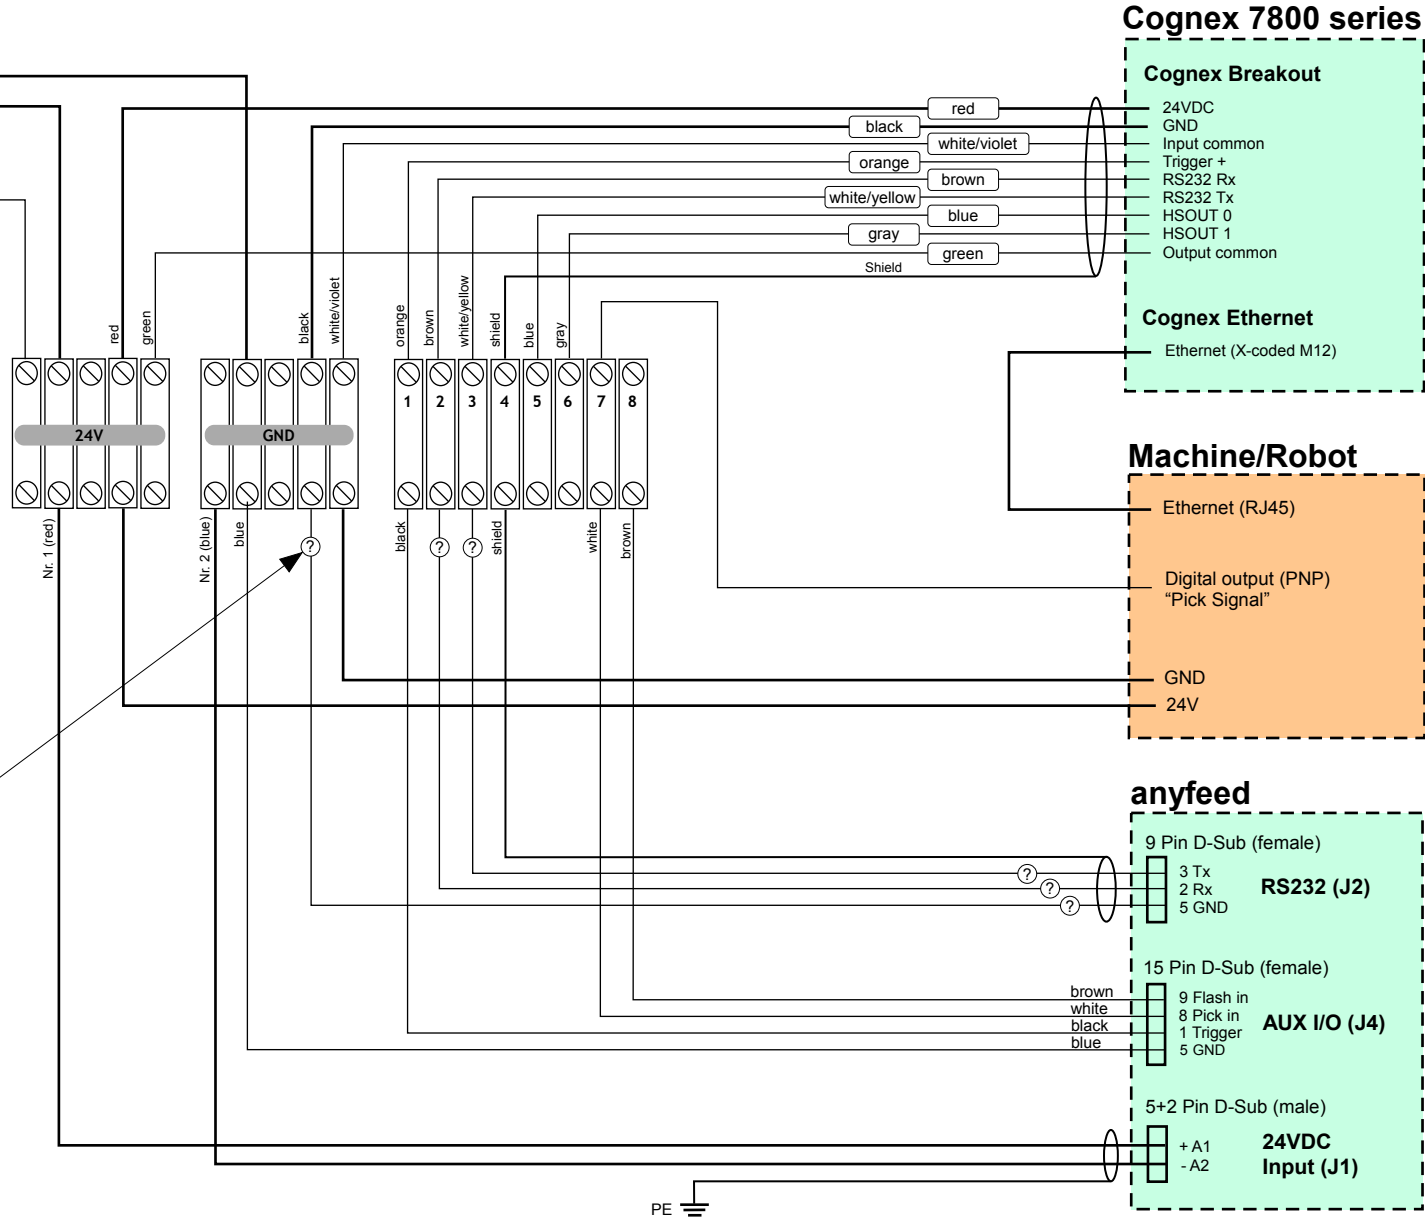 Cognex 7800 series
Cognex Breakout
red
24VDC
black
GND
white/violet
Input common
orange
Trigger +
brown
RS232 Rx
white/yellow
RS232 Tx
blue
HSOUT 0
gray
HSOUT 1
green
Output common
Shield
red
green
black
white/violet
orange
brown
white/yellow
shield
blue
gray
Cognex Ethernet
Ethernet (X-coded M12)
1
2
3
4
5
6
7
8
24V
GND
Machine/Robot
Ethernet (RJ45)
Nr. 1 (red)
Nr. 2 (blue)
blue
?
black
?
?
shield
white
brown
Digital output (PNP)
“Pick Signal”
GND
24V
anyfeed
9 Pin D-Sub (female)
?
3 Tx
?
2 Rx
?
5 GND
RS232 (J2)
15 Pin D-Sub (female)
brown
9 Flash in
white
8 Pick in
black
1 Trigger
blue
5 GND
AUX I/O (J4)
5+2 Pin D-Sub (male)
+ A1
- A2
24VDC
Input (J1)
PE